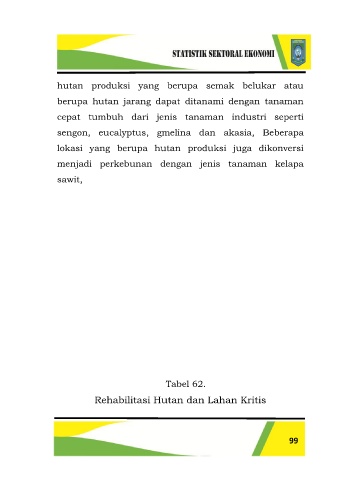 STATISTIK SEKTORAL EKONOMI
hutan produksi yang berupa semak belukar atau
berupa hutan jarang dapat ditanami dengan tanaman
cepat tumbuh dari jenis tanaman industri seperti
sengon, eucalyptus, gmelina dan akasia, Beberapa
lokasi yang berupa hutan produksi juga dikonversi
menjadi perkebunan dengan jenis tanaman kelapa
sawit,
Tabel 62.
Rehabilitasi Hutan dan Lahan Kritis
99